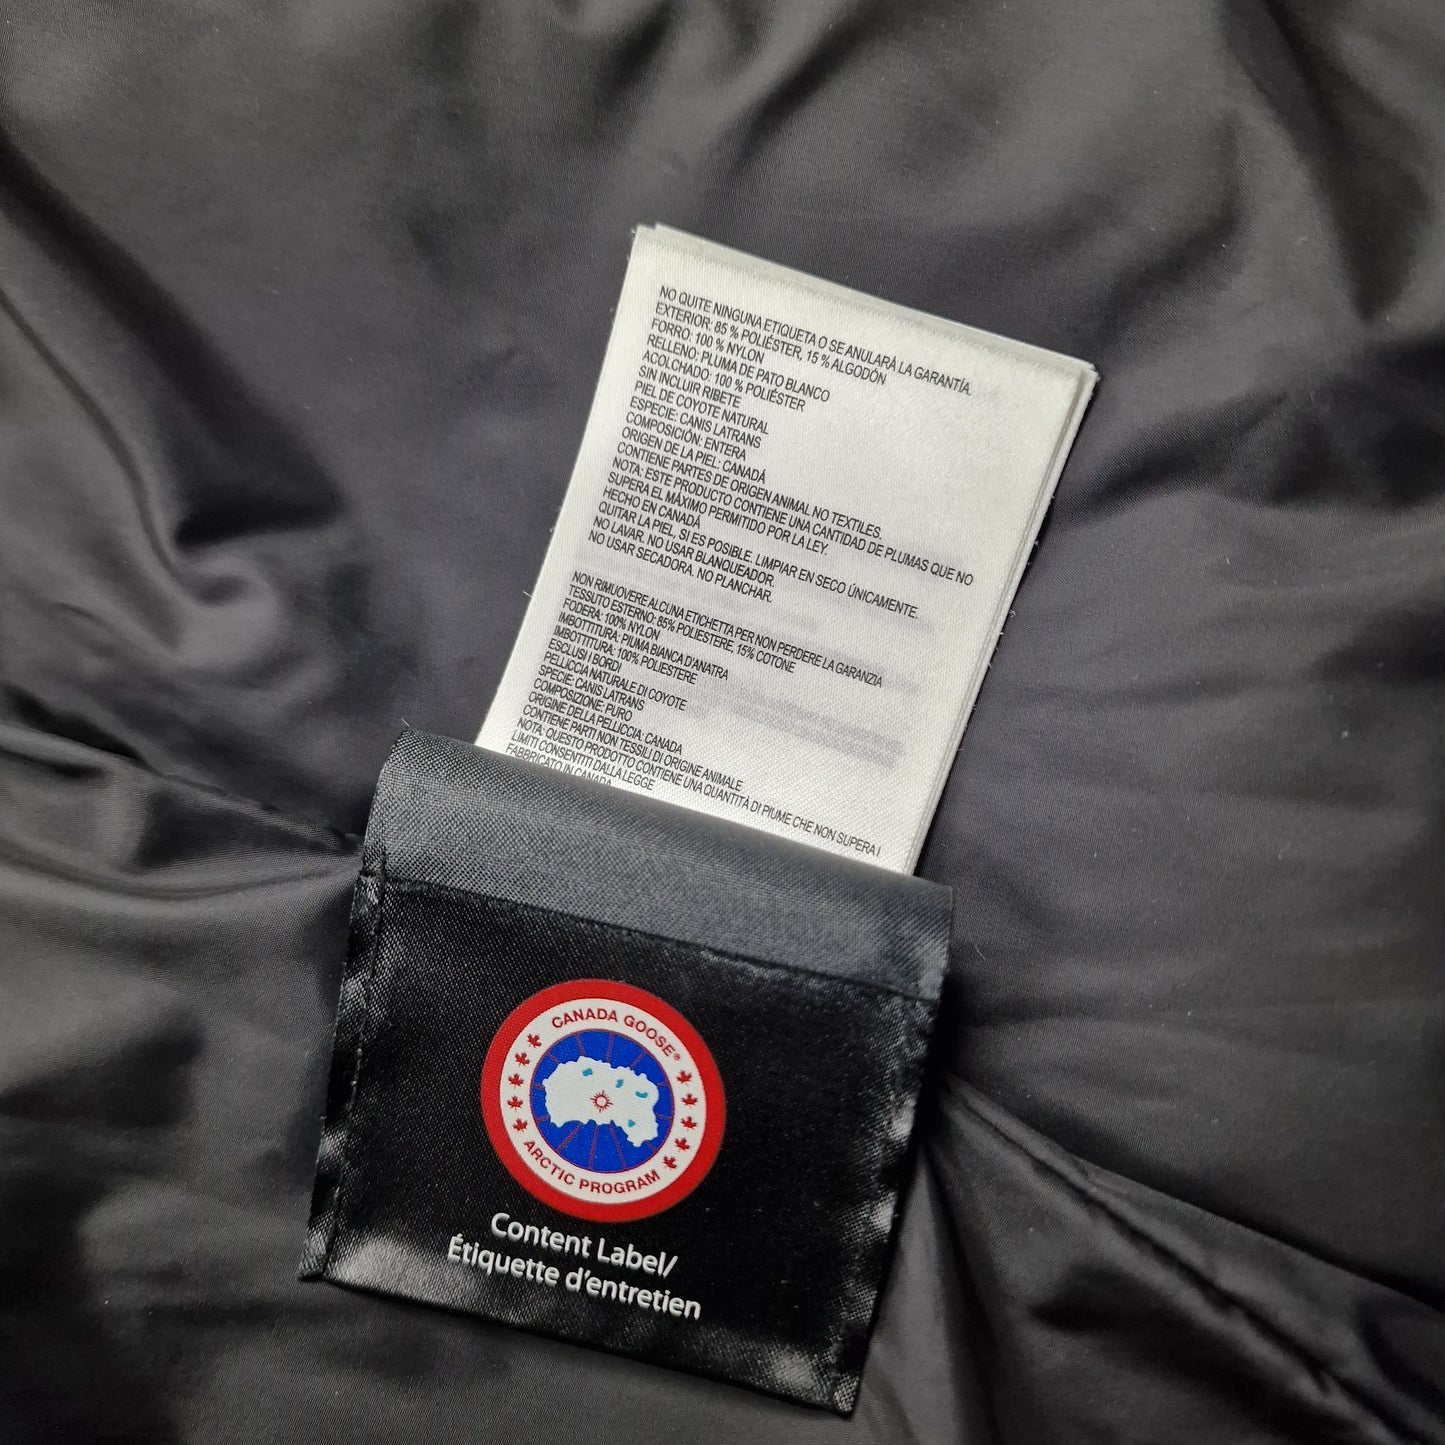 NO QUITE NINGUNA ETIQUETA O SE ANULARÁ LA GARANTÍA.
EXTERIOR: 85 % POLIÉSTER, 15 % ALGODÓN
FORRO: 100 % NYLON
RELLENO: PLUMA DE PATO BLANCO
ACOLCHADO: 100 % POLIÉSTER
SIN INCLUIR RIBETE
PIEL DE COYOTE NATURAL
ESPECIE: CANIS LATRANS
COMPOSICIÓN: ENTERA
ORIGEN DE LA PIEL: CANADÁ
CONTIENE PARTES DE ORIGEN ANIMAL NO TEXTILES.
NOTA: ESTE PRODUCTO CONTIENE UNA CANTIDAD DE PLUMAS QUE NO
SUPERA EL MÁXIMO PERMITIDO POR LA LEY.
HECHO EN CANADÁ
QUITAR LA PIEL, SI ES POSIBLE. LIMPIAR EN SECO ÚNICAMENTE.
NO LAVAR. NO USAR BLANQUEADOR.
NO USAR SECADORA. NO PLANCHAR.
NON RIMUOVERE ALCUNA ETICHETTA PER NON PERDERE LA GARANZIA
TESSUTO ESTERNO: 85% POLIESTERE, 15% COTONE
FODERA: 100% NYLON
IMBOTTITURA: PIUMA BIANCA D'ANATRA
IMBOTTITURA: 100% POLIESTERE
ESCLUSI I BORDI
PELLICCIA NATURALE DI COYOTE
SPECIE: CANIS LATRANS
COMPOSIZIONE: PURO
ORIGINE DELLA PELLICCIA: CANADA
CONTIENE PARTI NON TESSILI DI ORIGINE ANIMALE
NOTA: QUESTO PRODOTTO CONTIENE UNA QUANTITÀ DI PIUME CHE NON SUPERA I
LIMITI CONSENTITI DALLA LEGGE
FABBRICATO IN CANADA
CANADA GOOSE®
ARCTIC PROGRAM
Content Label/
Étiquette d'entretien